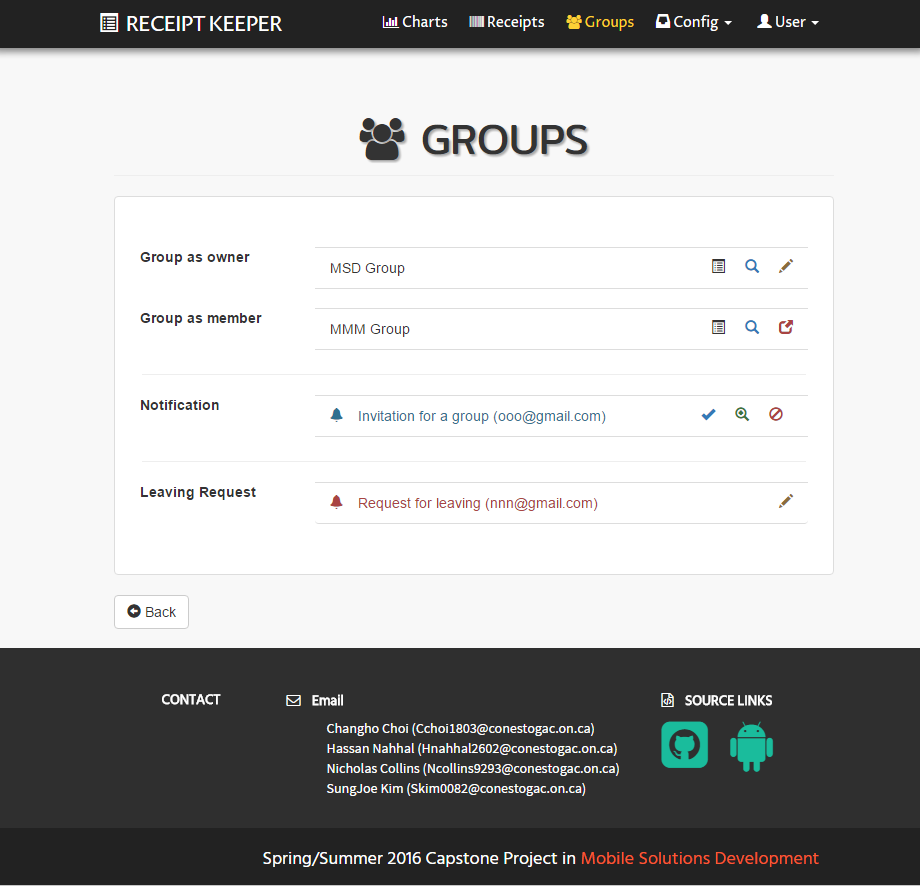 RECEIPT KEEPER Charts Receipts Groups Config User
GROUPS
Group as owner MSD Group
Group as member MMM Group
Notification Invitation for a group (ooo@gmail.com)
Leaving Request Request for leaving (nnn@gmail.com)
Back
CONTACT Email SOURCE LINKS
Changho Choi (Cchoi1803@conestogac.on.ca)
Hassan Nahhal (Hnahhal2602@conestogac.on.ca)
Nicholas Collins (Ncollins9293@conestogac.on.ca)
SungJoe Kim (Skim0082@conestogac.on.ca)
Spring/Summer 2016 Capstone Project in Mobile Solutions Development